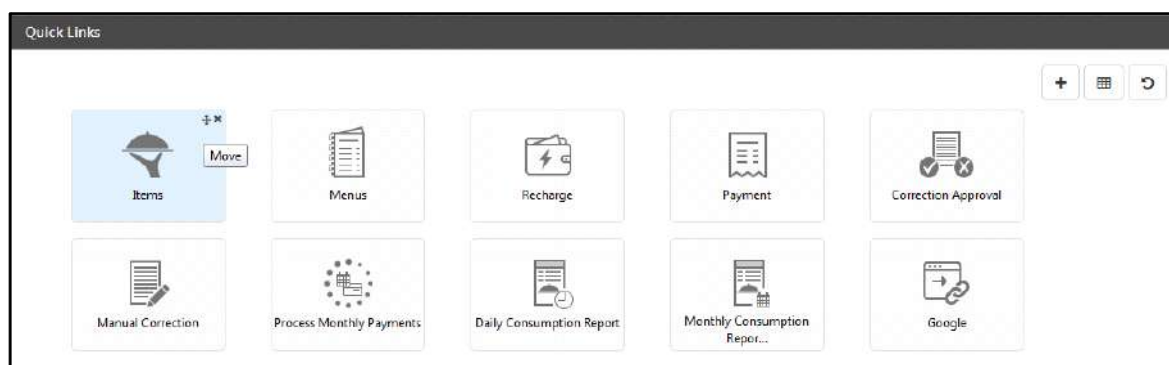 Quick Links
Move
Items
Menus
Recharge
Payment
Correction Approval
Manual Correction
Process Monthly Payments
Daily Consumption Report
Monthly Consumption
Repor...
Google